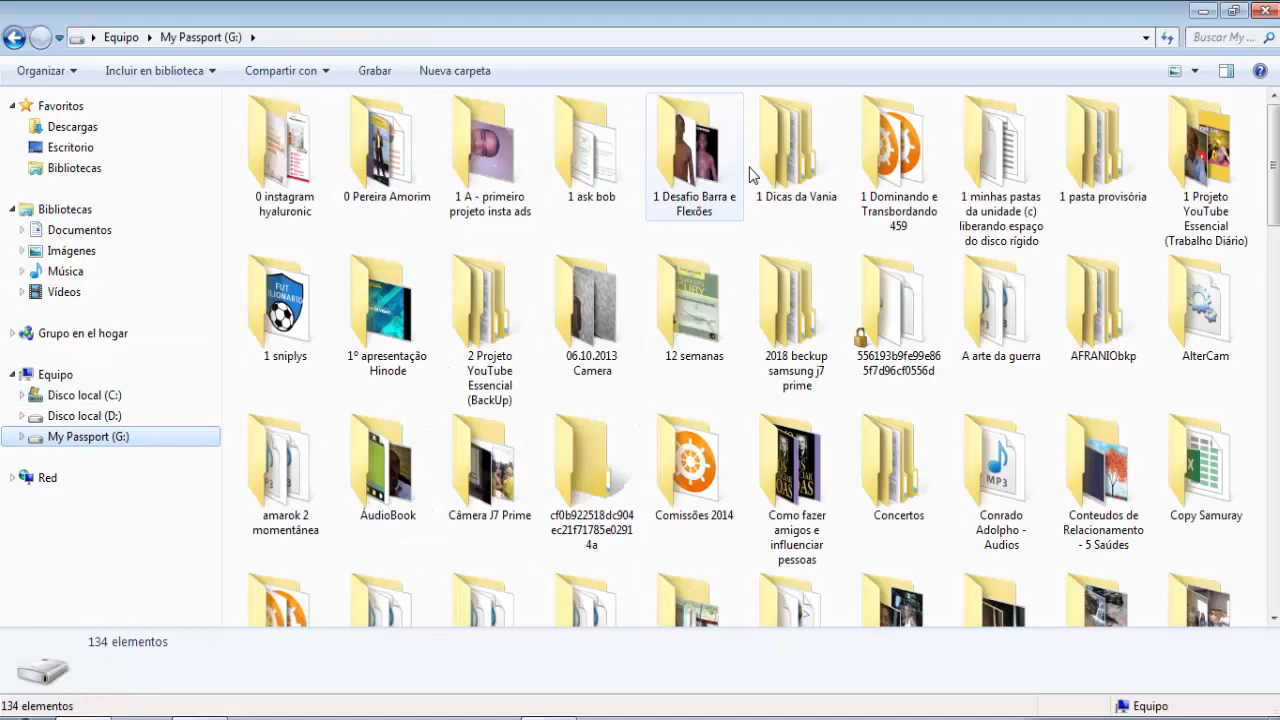 Equipo
My Passport (G:)
Buscar My ...
Organizar
Incluir en biblioteca
Compartir con
Grabar
Nueva carpeta
Favoritos
Descargas
Escritorio
Bibliotecas
Bibliotecas
Documentos
Imágenes
Música
Vídeos
Grupo en el hogar
Equipo
Disco local (C:)
Disco local (D:)
My Passport (G:)
Red
0 instagram
hyaluronic
0 Pereira Amorim
1 A - primeiro
projeto insta ads
1 ask bob
1 Desafio Barra e
Flexões
1 Dicas da Vania
1 Dominando e
Transbordando
459
1 minhas pastas
da unidade (c)
liberando espaço
do disco rígido
1 pasta provisória
1 Projeto
YouTube
Essencial
(Trabalho Diário)
FUT
1 sniplys
1º apresentação
Hinode
2 Projeto
YouTube
Essencial
(BackUp)
06.10.2013
Camera
12 semanas
2018 beckup
samsung j7
prime
556193b9fe99e86
5f7d96cf0556d
A arte da guerra
AFRANIObkp
AlterCam
amarok 2
momentânea
ÁudioBook
Câmera J7 Prime
cf0b922518dc904
ec21f71785e0291
4a
Comissões 2014
Como fazer
amigos e
influenciar
pessoas
Concertos
MP3
Conrado
Adolpho -
Audios
Conteudos de
Relacionamento
- 5 Saúdes
Copy Samuray
134 elementos
134 elementos
Equipo